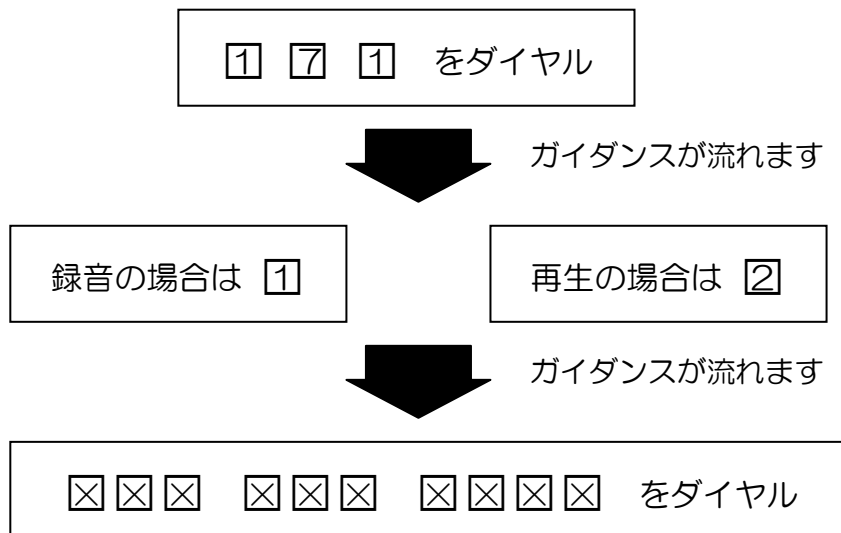 1 7 1 をダイヤル
ガイダンスが流れます
録音の場合は 1
再生の場合は 2
ガイダンスが流れます
××× ××× ×××× をダイヤル